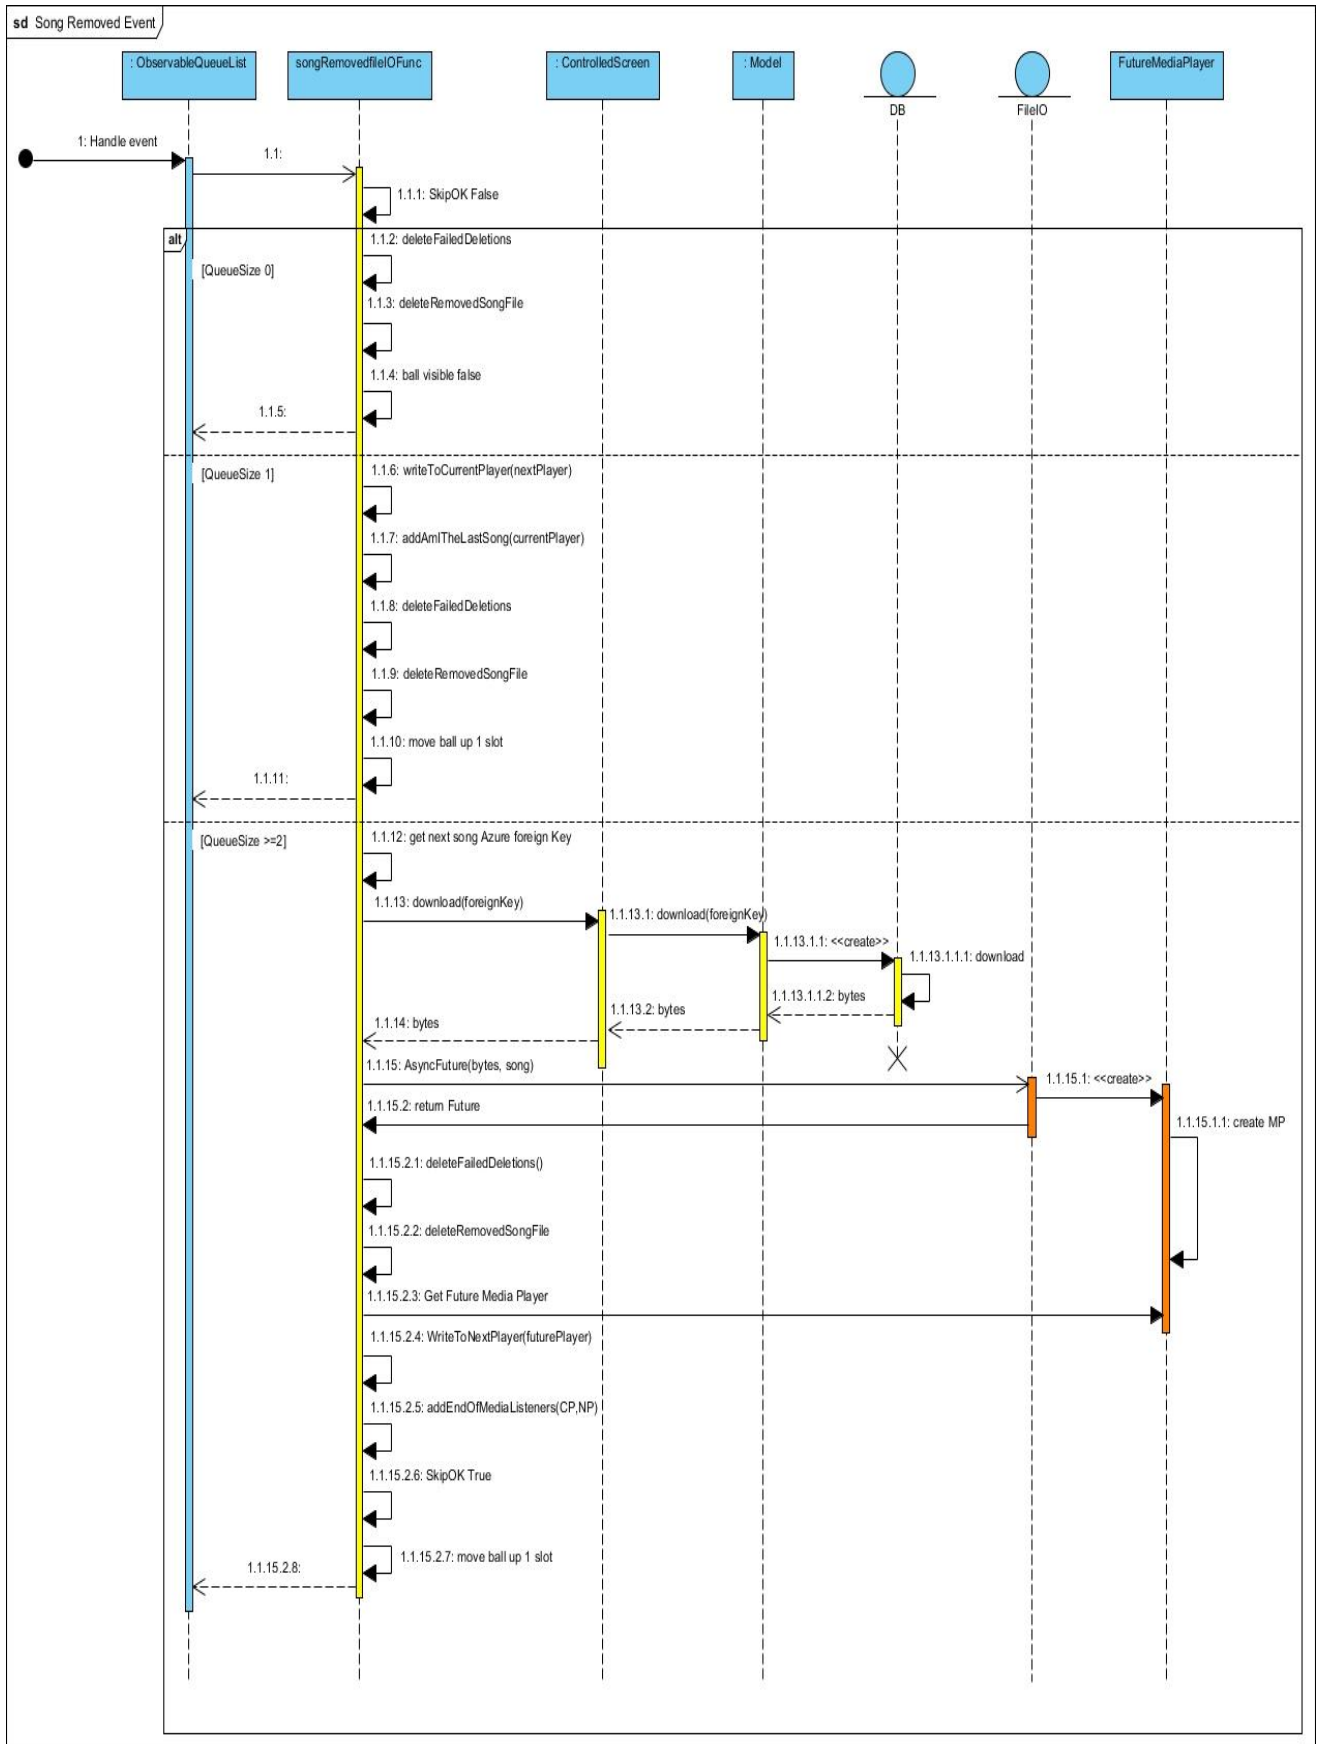 sd Song Removed Event
: ObservableQueueList
songRemovedfileIOFunc
: ControlledScreen
: Model
DB
FileIO
FutureMediaPlayer
1: Handle event
1.1:
1.1.1: SkipOK False
alt
1.1.2: deleteFailedDeletions
[QueueSize 0]
1.1.3: deleteRemovedSongFile
1.1.4: ball visible false
1.1.5:
[QueueSize 1]
1.1.6: writeToCurrentPlayer(nextPlayer)
1.1.7: addAmITheLastSong(currentPlayer)
1.1.8: deleteFailedDeletions
1.1.9: deleteRemovedSongFile
1.1.10: move ball up 1 slot
1.1.11:
[QueueSize >=2]
1.1.12: get next song Azure foreign Key
1.1.13: download(foreignKey)
1.1.13.1: download(foreignKey)
1.1.13.1.1: <<create>>
1.1.13.1.1.1: download
1.1.13.1.1.2: bytes
1.1.13.2: bytes
1.1.14: bytes
1.1.15: AsyncFuture(bytes, song)
1.1.15.1: <<create>>
1.1.15.2: return Future
1.1.15.1.1: create MP
1.1.15.2.1: deleteFailedDeletions()
1.1.15.2.2: deleteRemovedSongFile
1.1.15.2.3: Get Future Media Player
1.1.15.2.4: WriteToNextPlayer(futurePlayer)
1.1.15.2.5: addEndOfMediaListeners(CP,NP)
1.1.15.2.6: SkipOK True
1.1.15.2.7: move ball up 1 slot
1.1.15.2.8: